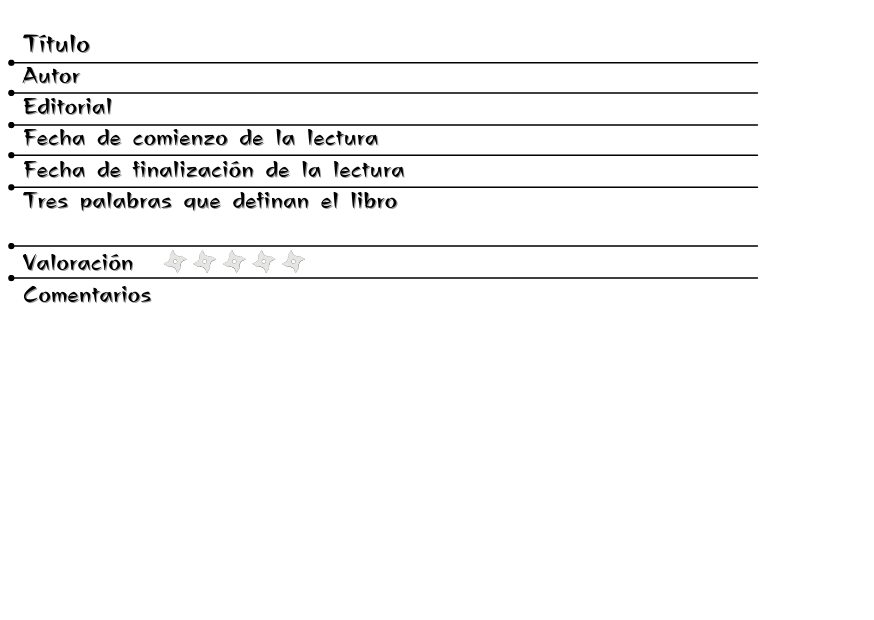 Título
Autor
Editorial
Fecha de comienzo de la lectura
Fecha de finalización de la lectura
Tres palabras que definan el libro
Valoración
Comentarios